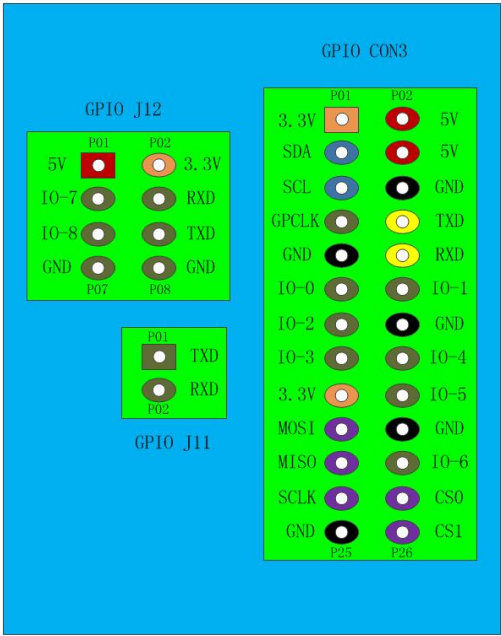 GPIO CON3
P01 P02
3.3V 5V
SDA 5V
SCL GND
GPCLK TXD
GND RXD
IO-0 IO-1
IO-2 GND
IO-3 IO-4
3.3V IO-5
MOSI GND
MISO IO-6
SCLK CS0
GND CS1
P25 P26
GPIO J12
P01 P02
5V 3.3V
IO-7 RXD
IO-8 TXD
GND GND
P07 P08
P01
TXD
RXD
P02
GPIO J11